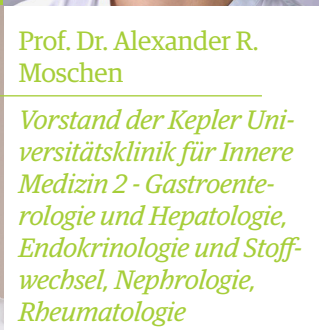 Prof. Dr. Alexander R.
Moschen
Vorstand der Kepler Uni-
versitätsklinik für Innere
Medizin 2 - Gastroente-
rologie und Hepatologie,
Endokrinologie und Stoff-
wechsel, Nephrologie,
Rheumatologie